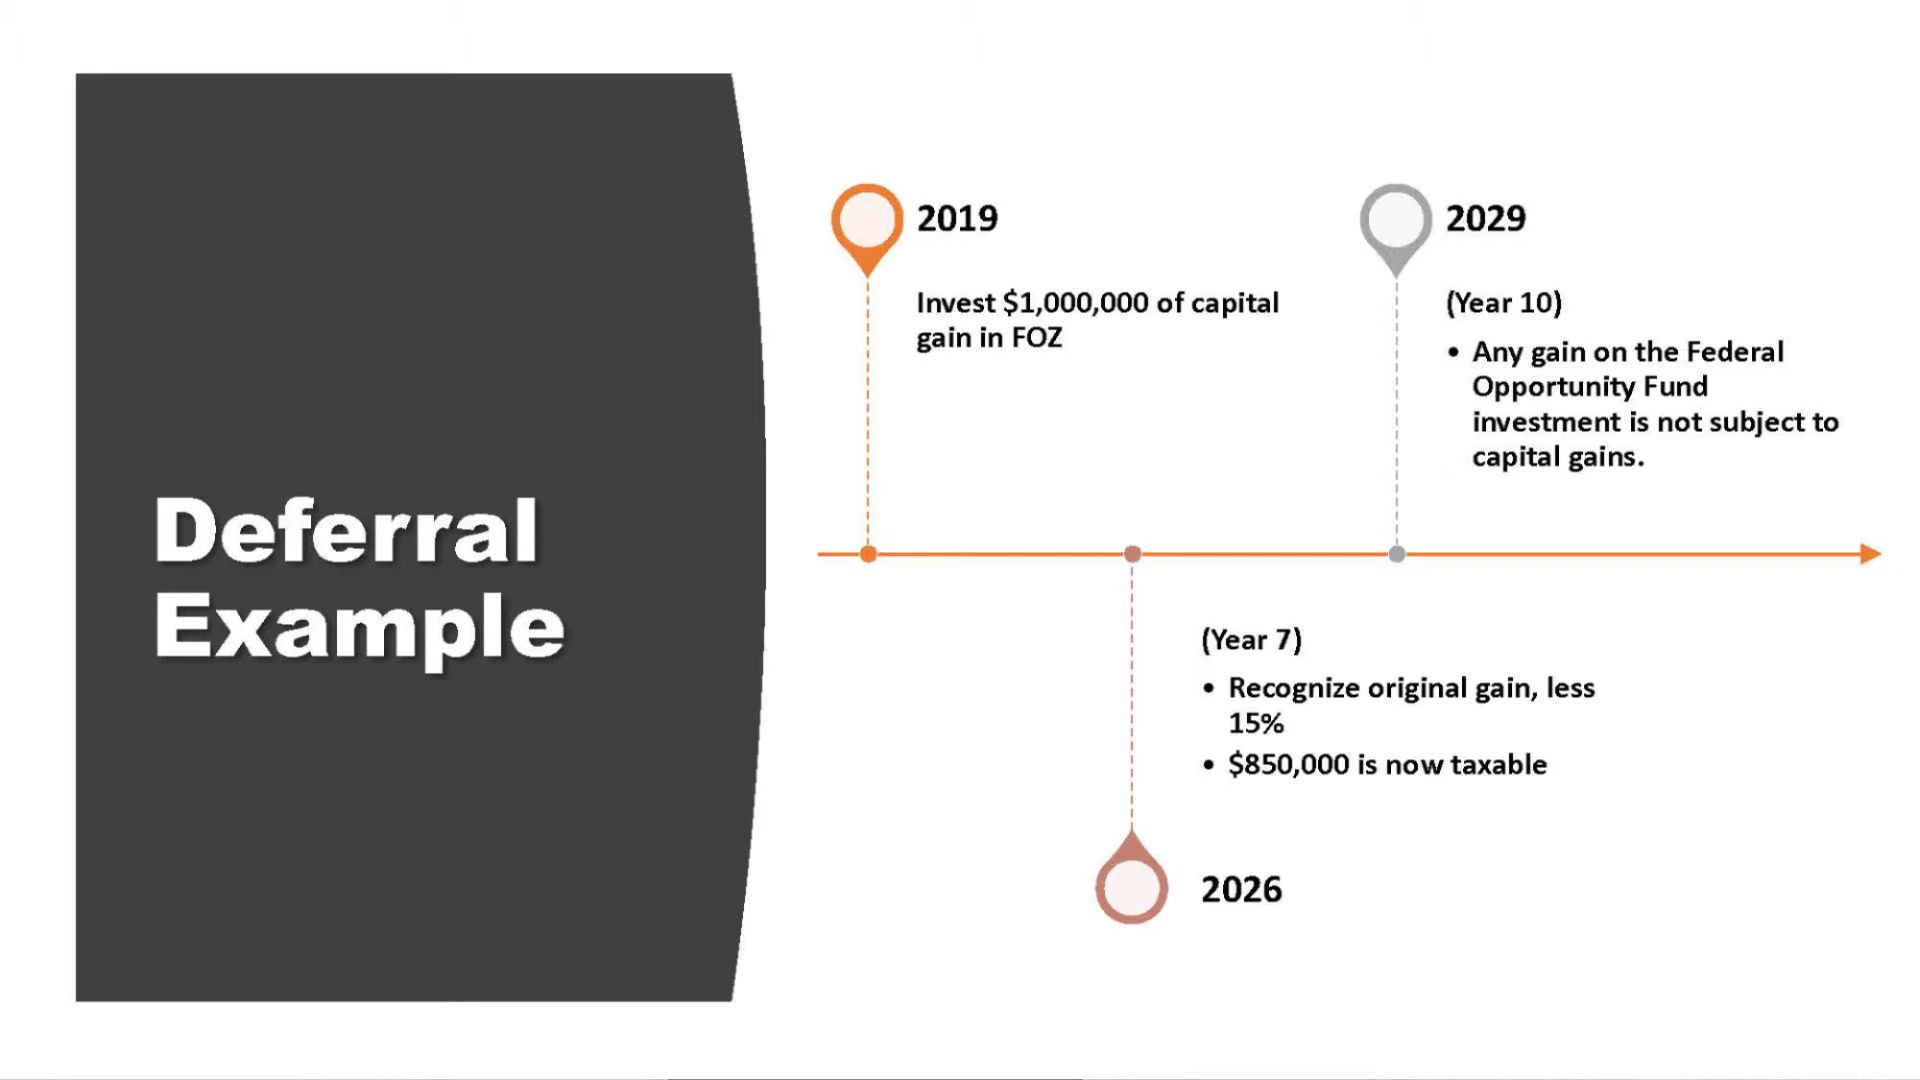 Deferral
Example
2019
Invest $1,000,000 of capital
gain in FOZ
(Year 7)
• Recognize original gain, less
15%
• $850,000 is now taxable
2026
2029
(Year 10)
• Any gain on the Federal
Opportunity Fund
investment is not subject to
capital gains.